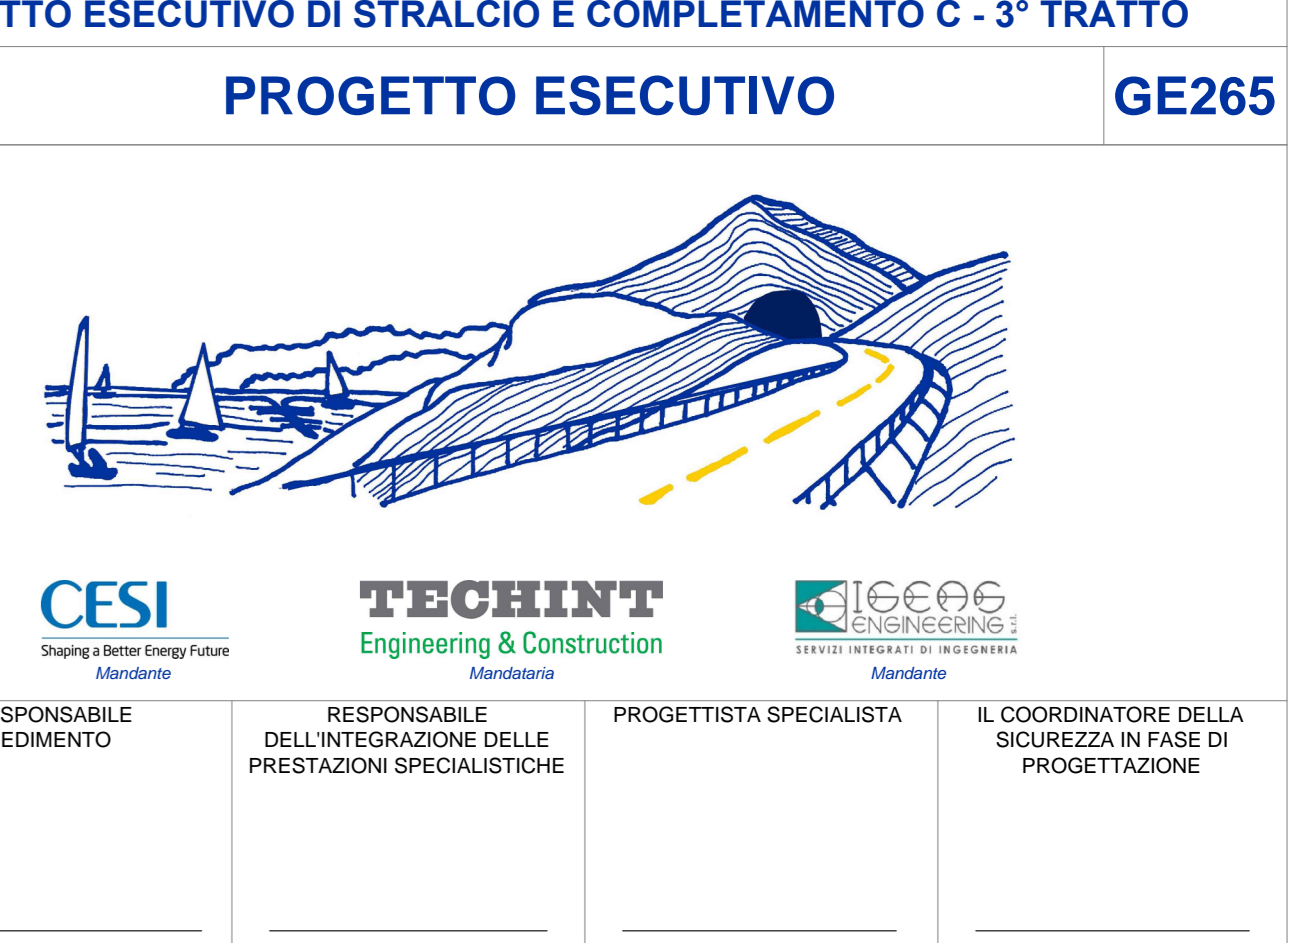 TTO ESECUTIVO DI STRALCIO E COMPLETAMENTO C - 3° TRATTO
PROGETTO ESECUTIVO
GE265
CESI
Shaping a Better Energy Future
Mandante
TECHINT
Engineering & Construction
Mandataria
IGEAS
ENGINEERING s.r.l.
SERVIZI INTEGRATI DI INGEGNERIA
Mandante
SPONSABILE
EDIMENTO
RESPONSABILE
DELL'INTEGRAZIONE DELLE
PRESTAZIONI SPECIALISTICHE
PROGETTISTA SPECIALISTA
IL COORDINATORE DELLA
SICUREZZA IN FASE DI
PROGETTAZIONE